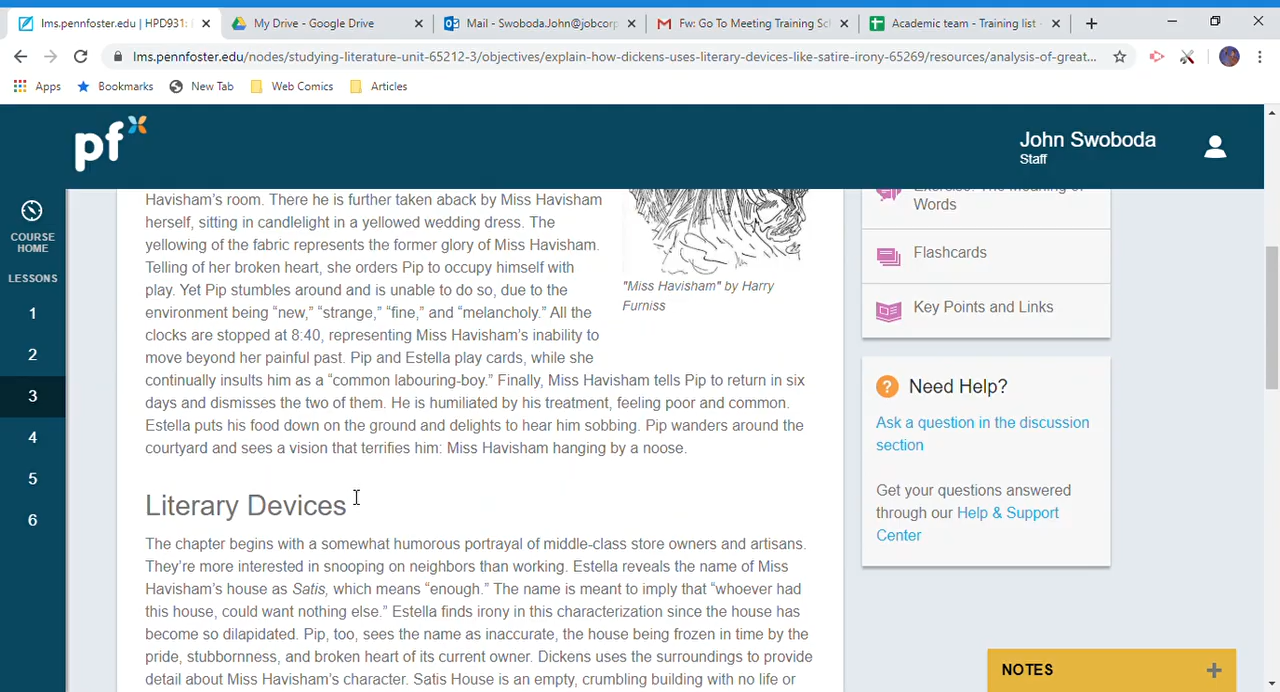 lms.pennfoster.edu | HPD931:
My Drive - Google Drive
Mail - Swoboda.John@jobcorp
Fw: Go To Meeting Training Sc
Academic team - Training list
lms.pennfoster.edu/nodes/studying-literature-unit-65212-3/objectives/explain-how-dickens-uses-literary-devices-like-satire-irony-65269/resources/analysis-of-great...
Apps
Bookmarks
New Tab
Web Comics
Articles
pf
John Swoboda
Staff
COURSE
HOME
LESSONS
1
2
3
4
5
6
Havisham’s room. There he is further taken aback by Miss Havisham
herself, sitting in candlelight in a yellowed wedding dress. The
yellowing of the fabric represents the former glory of Miss Havisham.
Telling of her broken heart, she orders Pip to occupy himself with
play. Yet Pip stumbles around and is unable to do so, due to the
environment being “new,” “strange,” “fine,” and “melancholy.” All the
clocks are stopped at 8:40, representing Miss Havisham’s inability to
move beyond her painful past. Pip and Estella play cards, while she
continually insults him as a “common labouring-boy.” Finally, Miss Havisham tells Pip to return in six
days and dismisses the two of them. He is humiliated by his treatment, feeling poor and common.
Estella puts his food down on the ground and delights to hear him sobbing. Pip wanders around the
courtyard and sees a vision that terrifies him: Miss Havisham hanging by a noose.
"Miss Havisham" by Harry
Furniss
Literary Devices
The chapter begins with a somewhat humorous portrayal of middle-class store owners and artisans.
They’re more interested in snooping on neighbors than working. Estella reveals the name of Miss
Havisham’s house as Satis, which means “enough.” The name is meant to imply that “whoever had
this house, could want nothing else.” Estella finds irony in this characterization since the house has
become so dilapidated. Pip, too, sees the name as inaccurate, the house being frozen in time by the
pride, stubbornness, and broken heart of its current owner. Dickens uses the surroundings to provide
detail about Miss Havisham’s character. Satis House is an empty, crumbling building with no life or
Exercise: The Meaning of
Words
Flashcards
Key Points and Links
Need Help?
Ask a question in the discussion
section
Get your questions answered
through our Help & Support
Center
NOTES